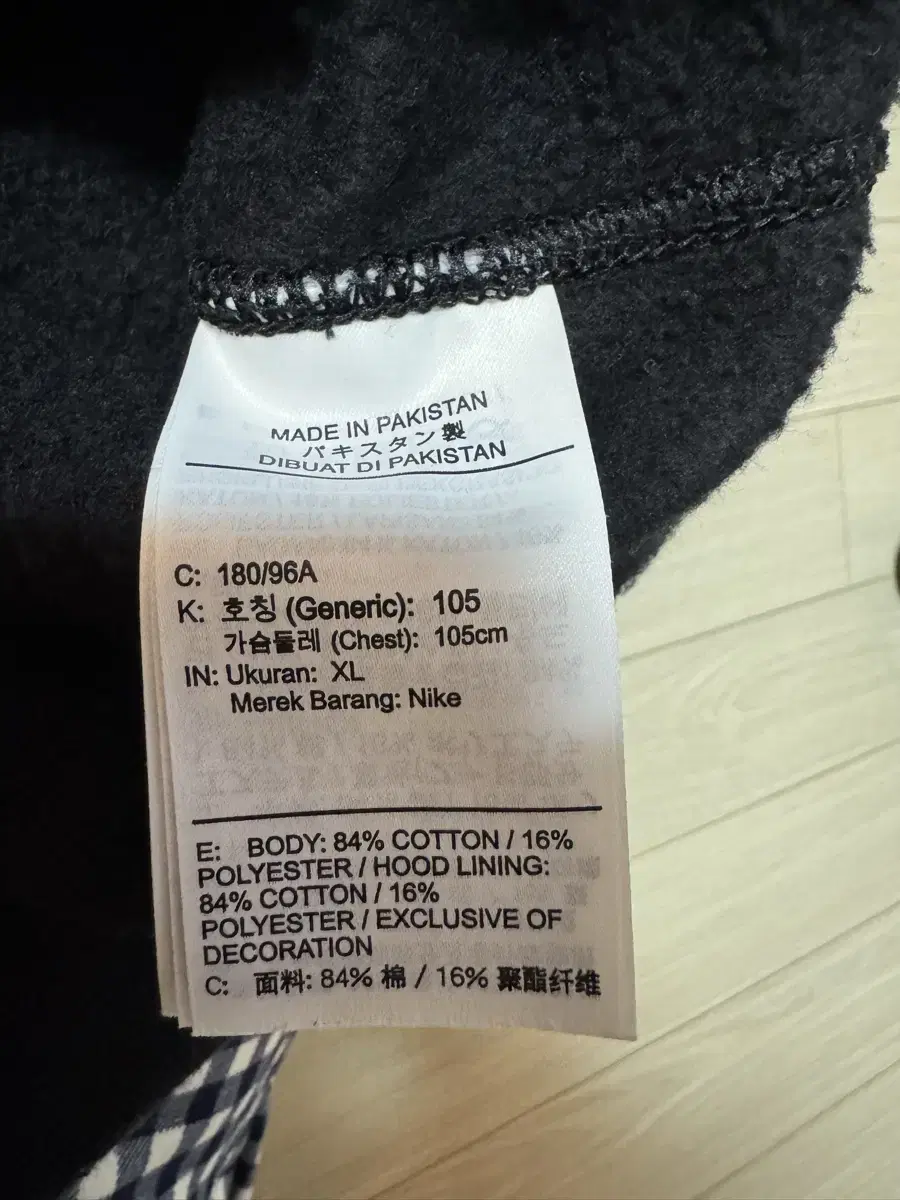 MADE IN PAKISTAN
パキスタン製
DIBUAT DI PAKISTAN
C: 180/96A
K: 호칭 (Generic): 105
가슴둘레 (Chest): 105cm
IN: Ukuran: XL
Merek Barang: Nike
E: BODY: 84% COTTON / 16%
POLYESTER / HOOD LINING:
84% COTTON / 16%
POLYESTER / EXCLUSIVE OF
DECORATION
C: 面料: 84% 棉 / 16% 聚酯纤维